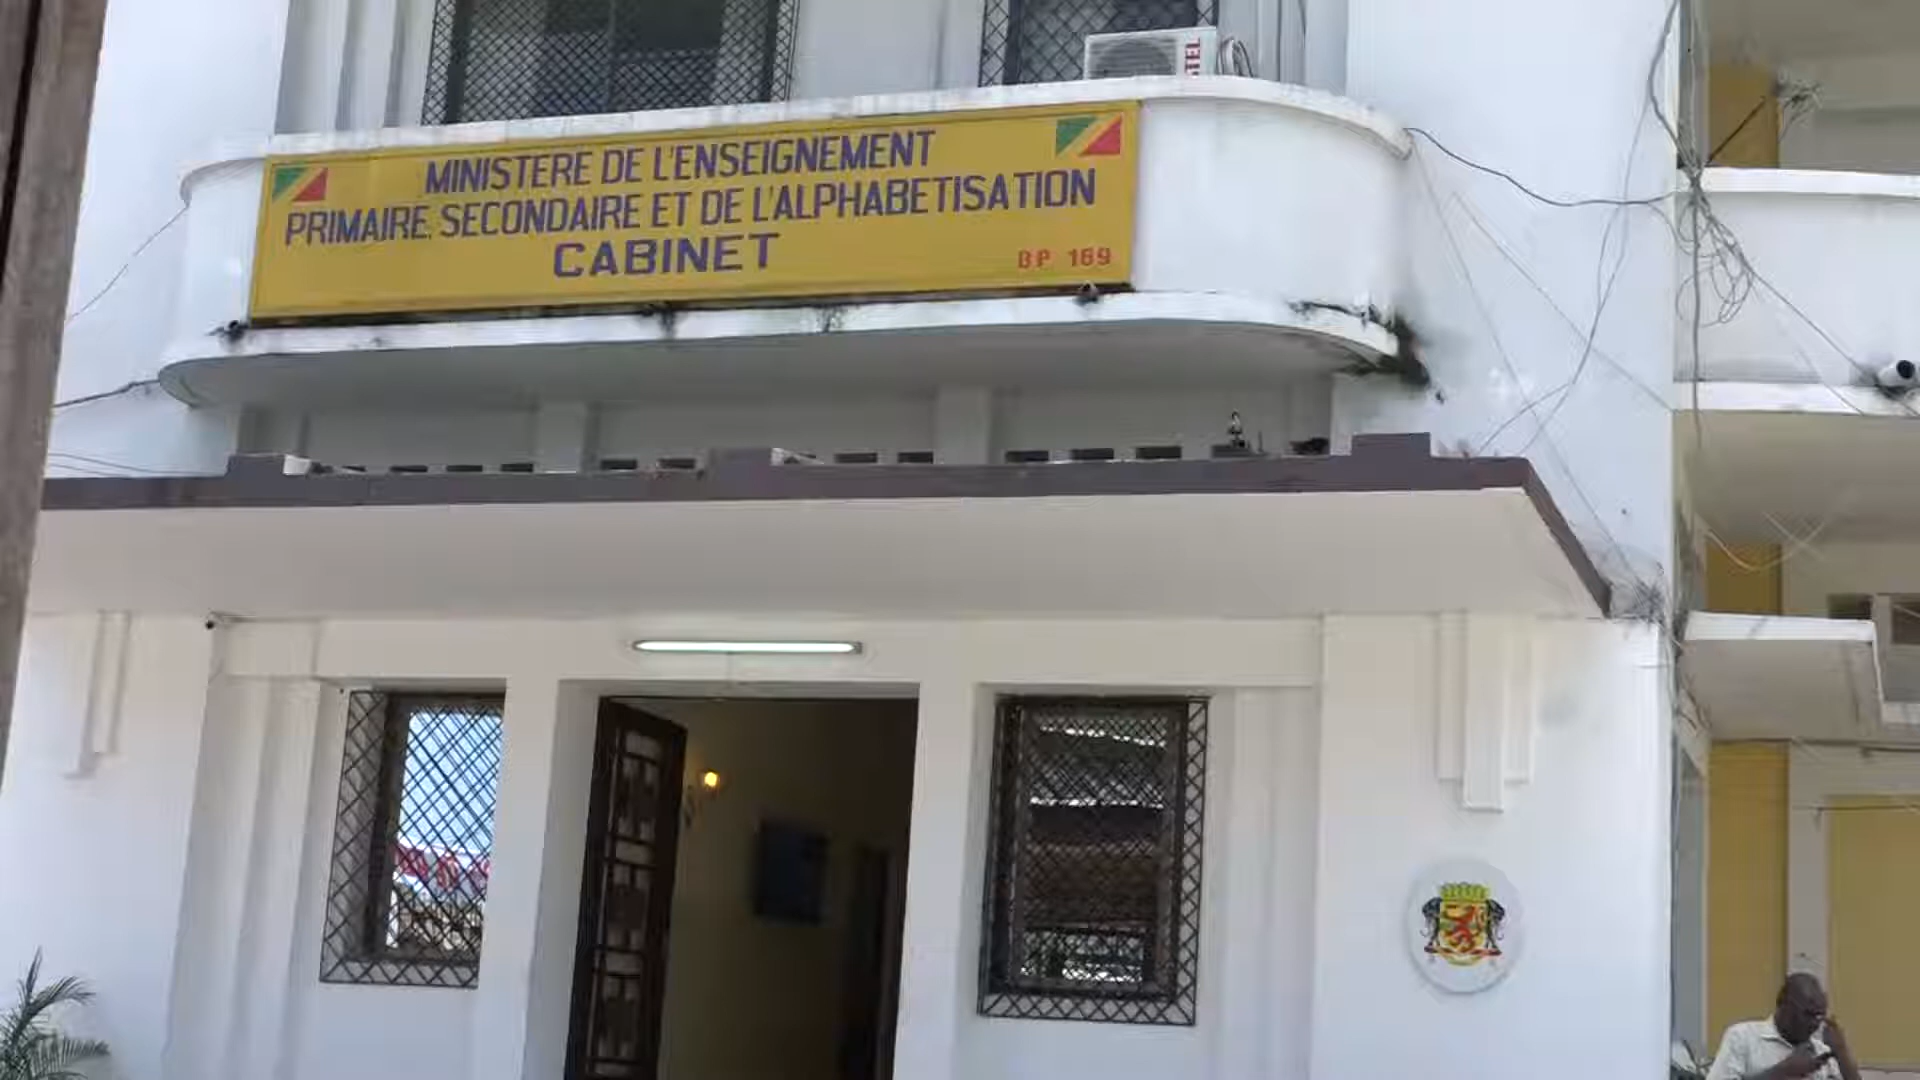 MINISTERE DE L'ENSEIGNEMENT
PRIMAIRE, SECONDAIRE ET DE L'ALPHABETISATION
CABINET
BP 169